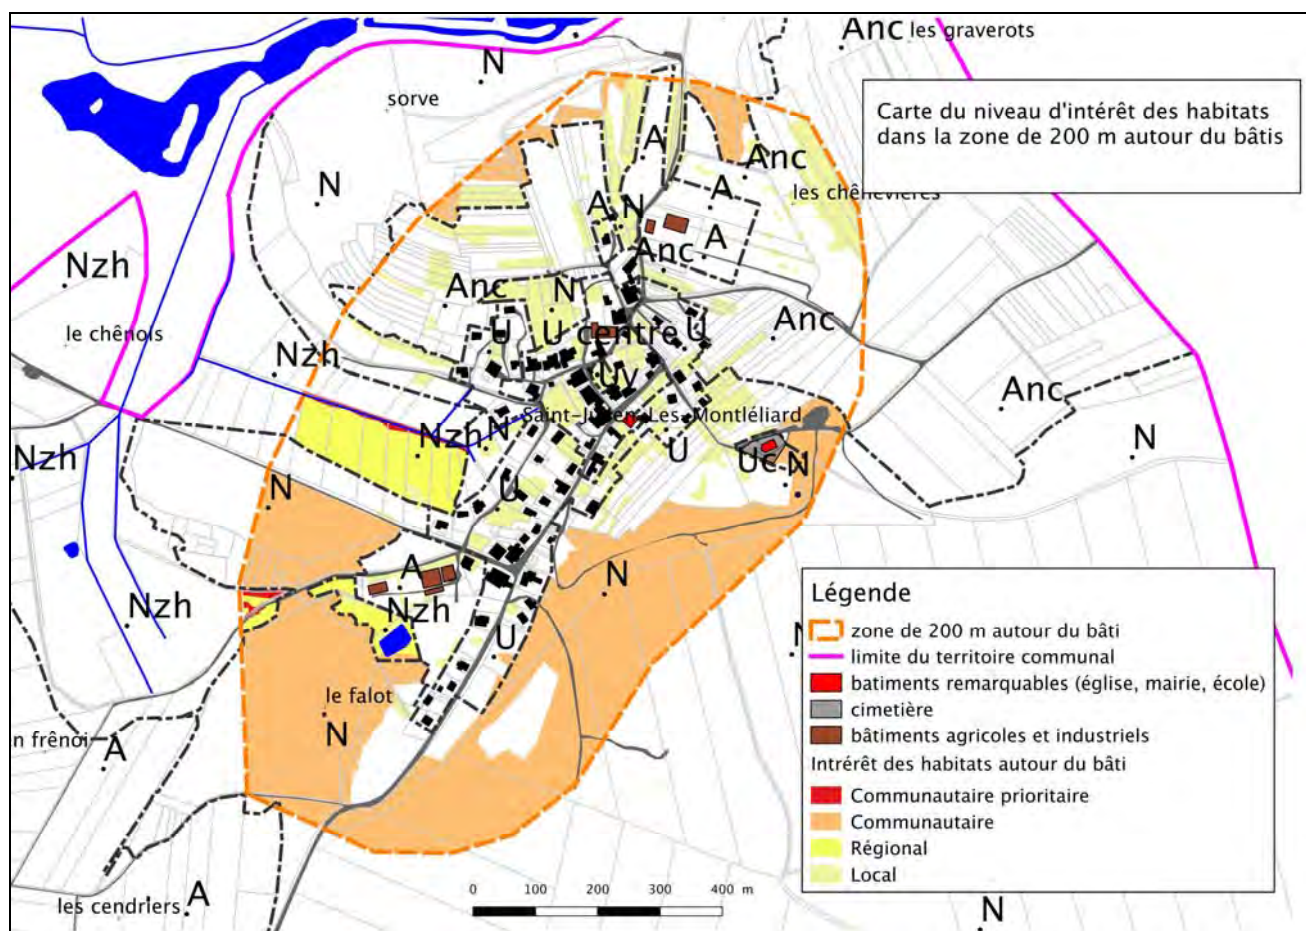 Anc les graverots
N
sorve
Carte du niveau d'intérêt des habitats
dans la zone de 200 m autour du bâtis
A
Anc
N
les chênevières
A
A
N
A
Nzh
Anc
Anc
N
Anc
le chênois
U
U centre
U
Nzh
Uv
Anc
N
Saint-Julien-Les-Montléliard
Nzh
N
U
Nzh
Uc
N
N
U
A
N
Légende
Nzh
Nzh
zone de 200 m autour du bâti
U
limite du territoire communal
batiments remarquables (église, mairie, école)
le falot
cimetière
N
n frênoi
A
bâtiments agricoles et industriels
Intrérêt des habitats autour du bâti
Communautaire prioritaire
Communautaire
Régional
Local
0 100 200 300 400 m
les cendriers
A
N